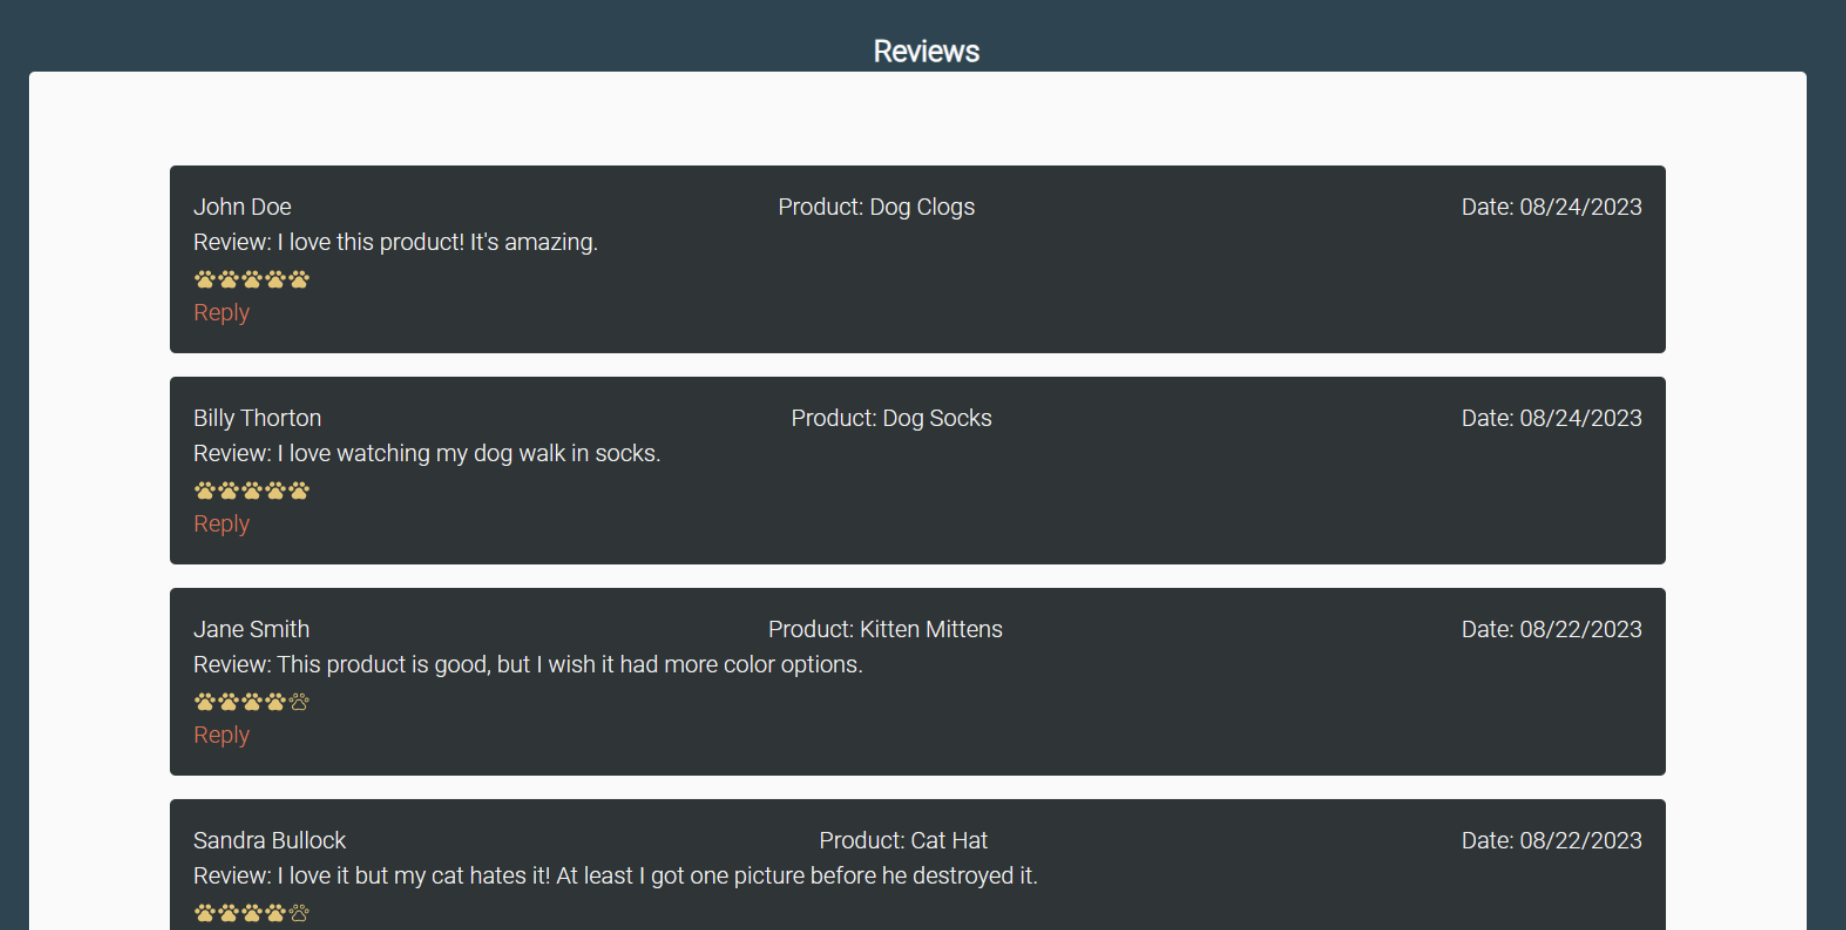 Reviews
John Doe Product: Dog Clogs Date: 08/24/2023
Review: I love this product! It's amazing.
Reply
Billy Thorton Product: Dog Socks Date: 08/24/2023
Review: I love watching my dog walk in socks.
Reply
Jane Smith Product: Kitten Mittens Date: 08/22/2023
Review: This product is good, but I wish it had more color options.
Reply
Sandra Bullock Product: Cat Hat Date: 08/22/2023
Review: I love it but my cat hates it! At least I got one picture before he destroyed it.